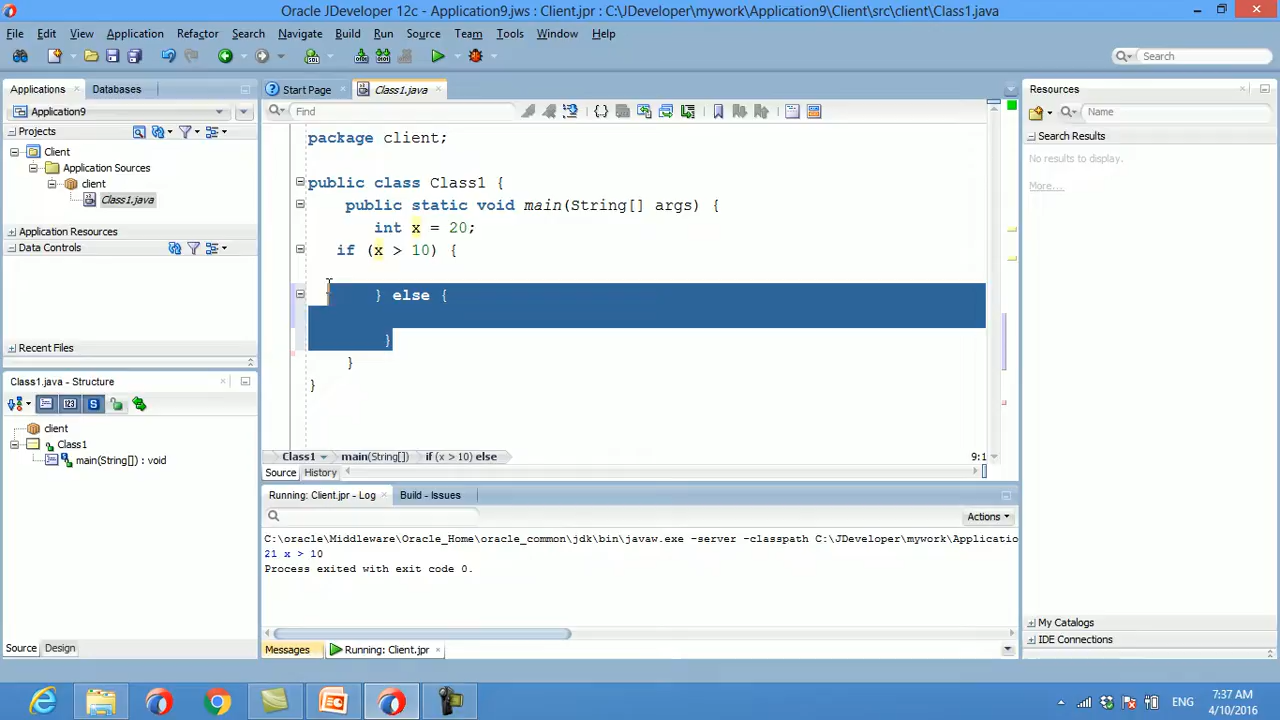 Oracle JDeveloper 12c - Application9.jws : Client.jpr : C:\JDeveloper\mywork\Application9\Client\src\client\Class1.java
File Edit View Application Refactor Search Navigate Build Run Source Team Tools Window Help
Search
Applications Databases
Start Page Class1.java
Resources
Application9
Find
Name
Projects
Search Results
No results to display.
More...
Client
Application Sources
client
Class1.java
Application Resources
Data Controls
Recent Files
package client;
public class Class1 {
public static void main(String[] args) {
int x = 20;
if (x > 10) {
} else {
}
}
}
Class1.java - Structure
client
Class1
main(String[]) : void
Class1 main(String[]) if (x > 10) else
9:1
Source History
Running: Client.jpr - Log Build - Issues
Actions
C:\oracle\Middleware\Oracle_Home\oracle_common\jdk\bin\javaw.exe -server -classpath C:\JDeveloper\mywork\Applicatio
21 x > 10
Process exited with exit code 0.
My Catalogs
IDE Connections
Source Design
Messages Running: Client.jpr
ENG
7:37 AM
4/10/2016